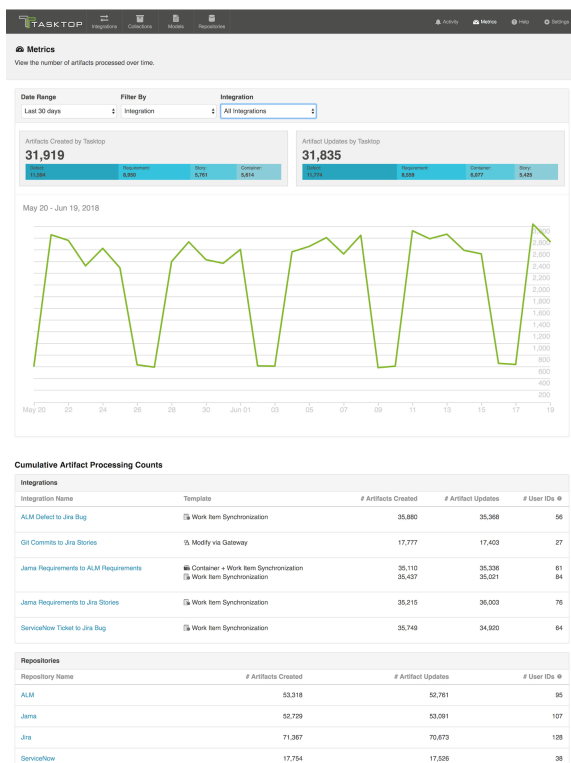 TASKTOP Integrations Collections Models Repositories Activity Metrics Help Settings
Metrics
View the number of artifacts processed over time.
Date Range Filter By Integration
Last 30 days Integration All Integrations
Artifacts Created by Tasktop Artifact Updates by Tasktop
31,919 31,835
Defect: Requirement: Story: Container: Defect: Requirement: Container: Story:
5,761 5,614 6,077 5,425
May 20 - Jun 19, 2018
2,800
2,600
2,400
2,200
2,000
1,800
1,600
1,400
1,200
1,000
800
600
400
200
May 20 22 24 26 28 30 Jun 01 03 05 07 09 11 13 15 17 19
Cumulative Artifact Processing Counts
Integrations
Integration Name Template # Artifacts Created # Artifact Updates # User IDs
ALM Defect to Jira Bug Work Item Synchronization 35,880 35,368 56
Git Commits to Jira Stories Modify via Gateway 17,777 17,403 27
Jama Requirements to ALM Requirements Container + Work Item Synchronization 35,110 35,336 61
Work Item Synchronization 35,437 35,021 84
Jama Requirements to Jira Stories Work Item Synchronization 35,215 36,003 76
ServiceNow Ticket to Jira Bug Work Item Synchronization 35,749 34,920 64
Repositories
Repository Name # Artifacts Created # Artifact Updates # User IDs
ALM 53,318 52,761 95
Jama 52,729 53,091 107
Jira 71,367 70,673 128
ServiceNow 17,754 17,526 38